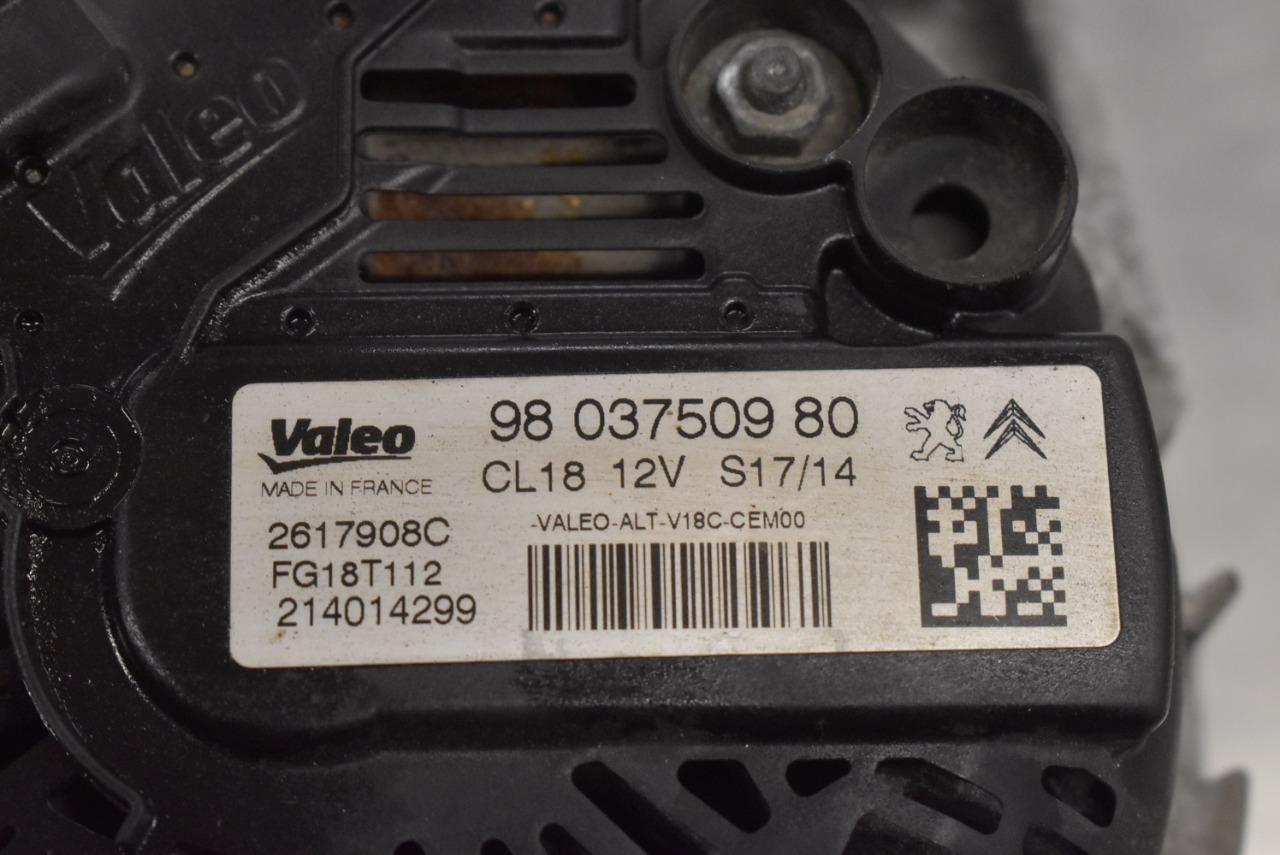 Valeo
Valeo
MADE IN FRANCE
98 037509 80
CL18 12V S17/14
2617908C
FG18T112
214014299
-VALEO-ALT-V18C-CEM00